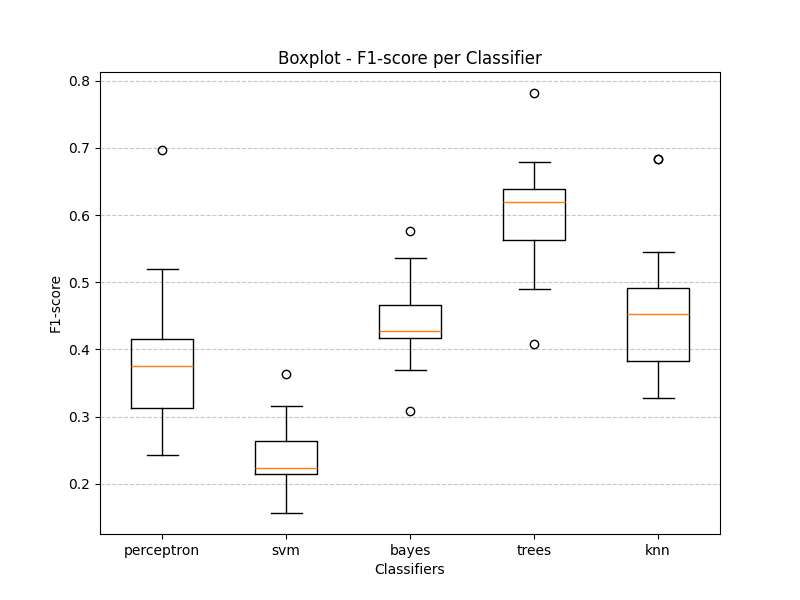 Boxplot - F1-score per Classifier
0.8
0.7
0.6
0.5
0.4
0.3
0.2
F1-score
perceptron svm bayes trees knn
Classifiers